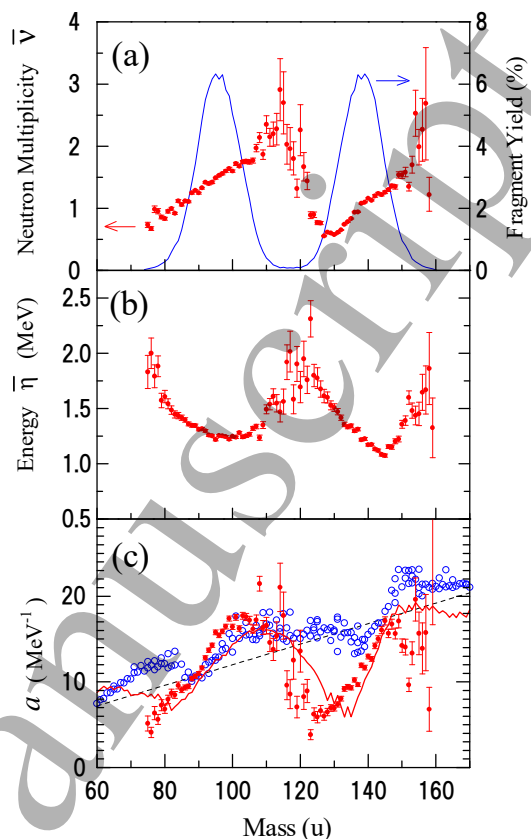 (a)
Neutron Multiplicity ν̅
4
3
2
1
0
8
6
4
2
0
Fragment Yield (%)
(b)
Energy η̅ (MeV)
2.5
2.0
1.5
1.0
0.5
(c)
a (MeV⁻¹)
20
10
0
60 80 100 120 140 160
Mass (u)
anuscript